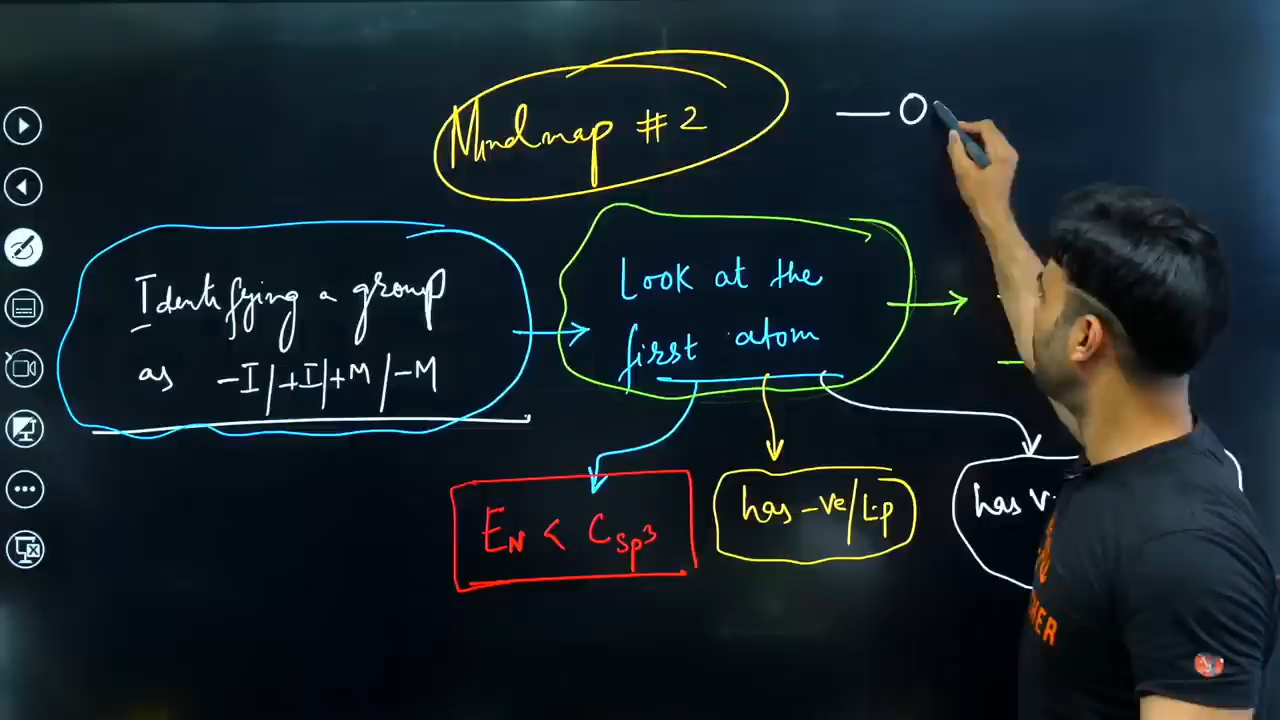 Mindmap # 2
— O
Identifying a group
as -I/+I/+M/-M
Look at the
first atom
EN < Csp³
has -ve/L.p
has